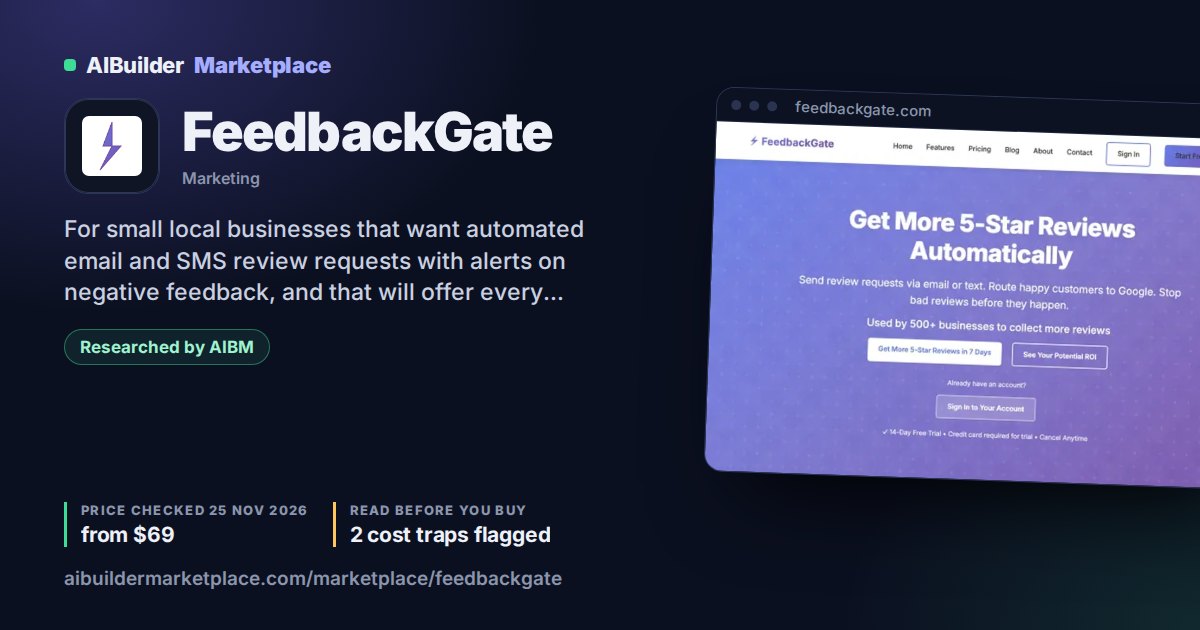 AIBuilder Marketplace
FeedbackGate
Marketing
For small local businesses that want automated
email and SMS review requests with alerts on
negative feedback, and that will offer every...
Researched by AIBM
PRICE CHECKED 25 NOV 2026
from $69
READ BEFORE YOU BUY
2 cost traps flagged
aibuildermarketplace.com/marketplace/feedbackgate
feedbackgate.com
FeedbackGate
Home Features Pricing Blog About Contact Sign In Start
Get More 5-Star Reviews
Automatically
Send review requests via email or text. Route happy customers to Google. Stop
bad reviews before they happen.
Used by 500+ businesses to collect more reviews
Get More 5-Star Reviews in 7 Days
See Your Potential ROI
Already have an account?
Sign In to Your Account
✓ 14-Day Free Trial • Credit card required for trial • Cancel Anytime